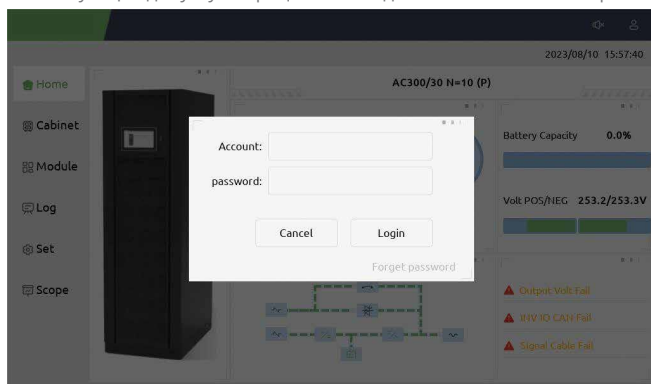 2023/08/10 15:57:40
Home
AC300/30 N=10 (P)
Cabinet
Battery Capacity 0.0%
Account:
Module
password:
Volt POS/NEG 253.2/253.3V
Log
Cancel Login
Set
Forget password
Scope
Output Volt Fail
INV IO CAN Fail
Signal Cable Fail